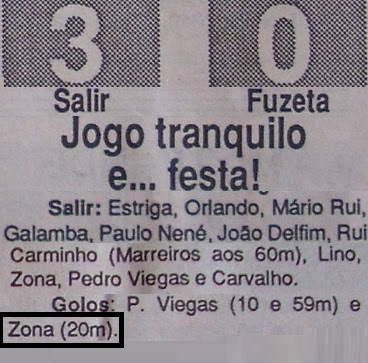 3 0
Salir Fuzeta
Jogo tranquilo
e... festa!
Salir: Estriga, Orlando, Mário Rui,
Galamba, Paulo Nené, João Delfim, Rui
Carminho (Marreiros aos 60m), Lino,
Zona, Pedro Viegas e Carvalho.
Golos: P. Viegas (10 e 59m) e
Zona (20m).